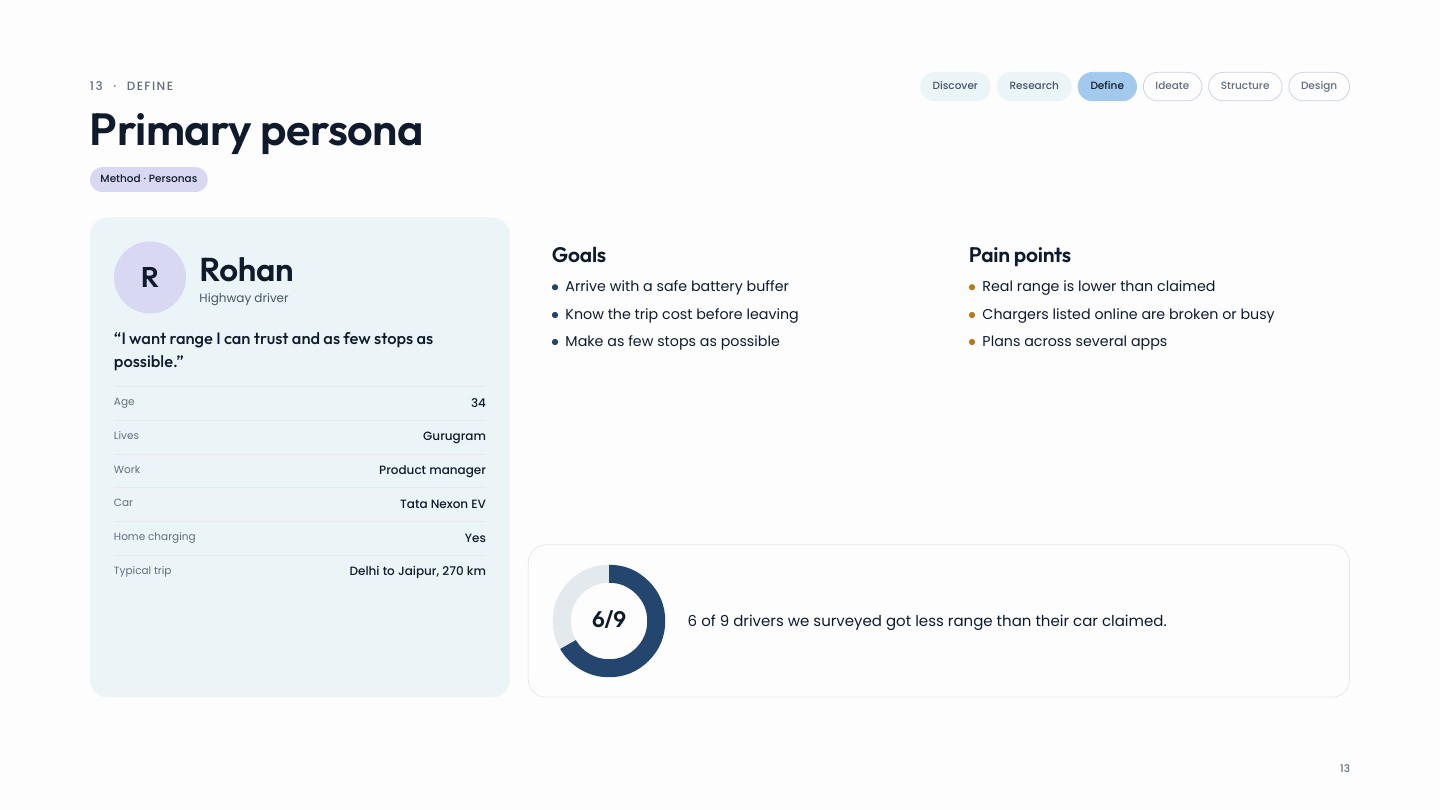 13 · DEFINE
Discover
Research
Define
Ideate
Structure
Design
Primary persona
Method · Personas
R
Rohan
Highway driver
“I want range I can trust and as few stops as
possible.”
Age 34
Lives Gurugram
Work Product manager
Car Tata Nexon EV
Home charging Yes
Typical trip Delhi to Jaipur, 270 km
Goals
Arrive with a safe battery buffer
Know the trip cost before leaving
Make as few stops as possible
Pain points
Real range is lower than claimed
Chargers listed online are broken or busy
Plans across several apps
6/9
6 of 9 drivers we surveyed got less range than their car claimed.
13